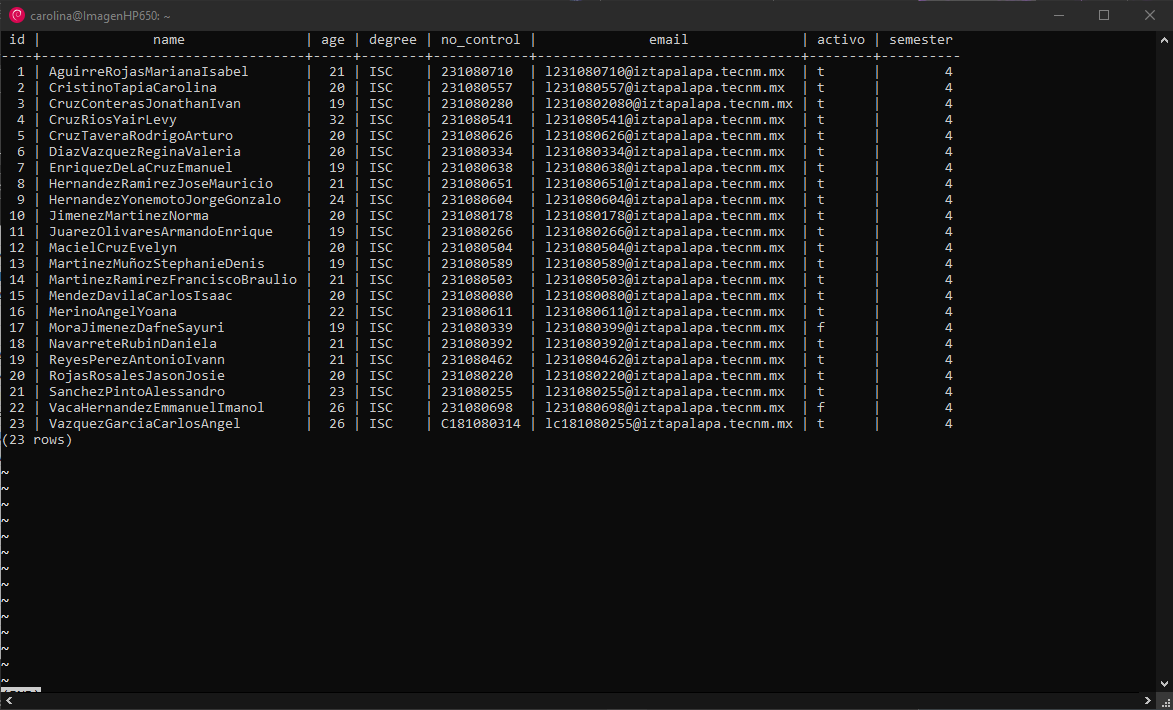 carolina@ImagenHP650: ~
id | name | age | degree | no_control | email | activo | semester
----+----------------------------------+-----+--------+------------+---------------------------------+--------+----------
1 | AguirreRojasMarianaIsabel | 21 | ISC | 231080710 | l231080710@iztapalapa.tecnm.mx | t | 4
2 | CristinoTapiaCarolina | 20 | ISC | 231080557 | l231080557@iztapalapa.tecnm.mx | t | 4
3 | CruzConterasJonathanIvan | 19 | ISC | 231080280 | l2310802080@iztapalapa.tecnm.mx | t | 4
4 | CruzRiosYairLevy | 32 | ISC | 231080541 | l231080541@iztapalapa.tecnm.mx | t | 4
5 | CruzTaveraRodrigoArturo | 20 | ISC | 231080626 | l231080626@iztapalapa.tecnm.mx | t | 4
6 | DiazVazquezReginaValeria | 20 | ISC | 231080334 | l231080334@iztapalapa.tecnm.mx | t | 4
7 | EnriquezDeLaCruzEmanuel | 19 | ISC | 231080638 | l231080638@iztapalapa.tecnm.mx | t | 4
8 | HernandezRamirezJoseMauricio | 21 | ISC | 231080651 | l231080651@iztapalapa.tecnm.mx | t | 4
9 | HernandezYonemotoJorgeGonzalo | 24 | ISC | 231080604 | l231080604@iztapalapa.tecnm.mx | t | 4
10 | JimenezMartinezNorma | 20 | ISC | 231080178 | l231080178@iztapalapa.tecnm.mx | t | 4
11 | JuarezOlivaresArmandoEnrique | 19 | ISC | 231080266 | l231080266@iztapalapa.tecnm.mx | t | 4
12 | MacielCruzEvelyn | 20 | ISC | 231080504 | l231080504@iztapalapa.tecnm.mx | t | 4
13 | MartinezMuñozStephanieDenis | 19 | ISC | 231080589 | l231080589@iztapalapa.tecnm.mx | t | 4
14 | MartinezRamirezFranciscoBraulio | 21 | ISC | 231080503 | l231080503@iztapalapa.tecnm.mx | t | 4
15 | MendezDavilaCarlosIsaac | 20 | ISC | 231080080 | l231080080@iztapalapa.tecnm.mx | t | 4
16 | MerinoAngelYoana | 22 | ISC | 231080611 | l231080611@iztapalapa.tecnm.mx | t | 4
17 | MoraJimenezDafneSayuri | 19 | ISC | 231080339 | l231080399@iztapalapa.tecnm.mx | f | 4
18 | NavarreteRubinDaniela | 21 | ISC | 231080392 | l231080392@iztapalapa.tecnm.mx | t | 4
19 | ReyesPerezAntonioIvann | 21 | ISC | 231080462 | l231080462@iztapalapa.tecnm.mx | t | 4
20 | RojasRosalesJasonJosie | 20 | ISC | 231080220 | l231080220@iztapalapa.tecnm.mx | t | 4
21 | SanchezPintoAlessandro | 23 | ISC | 231080255 | l231080255@iztapalapa.tecnm.mx | t | 4
22 | VacaHernandezEmmanuelImanol | 26 | ISC | 231080698 | l231080698@iztapalapa.tecnm.mx | f | 4
23 | VazquezGarciaCarlosAngel | 26 | ISC | C181080314 | lc181080255@iztapalapa.tecnm.mx | t | 4
(23 rows)
~
~
~
~
~
~
~
~
~
~
~
~
~
~